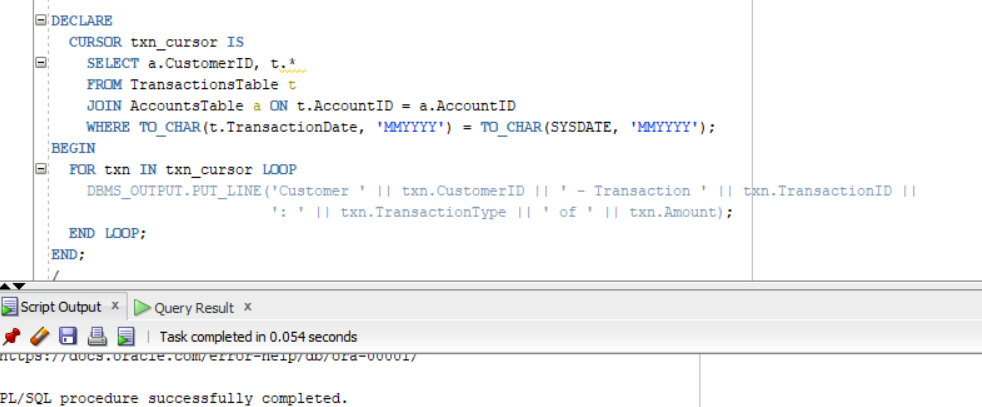 DECLARE
CURSOR txn_cursor IS
SELECT a.CustomerID, t.*
FROM TransactionsTable t
JOIN AccountsTable a ON t.AccountID = a.AccountID
WHERE TO_CHAR(t.TransactionDate, 'MMYYYY') = TO_CHAR(SYSDATE, 'MMYYYY');
BEGIN
FOR txn IN txn_cursor LOOP
DBMS_OUTPUT.PUT_LINE('Customer ' || txn.CustomerID || ' - Transaction ' || txn.TransactionID ||
': ' || txn.TransactionType || ' of ' || txn.Amount);
END LOOP;
END;
/
Script Output x Query Result x
Task completed in 0.054 seconds
https://docs.oracle.com/error-help/db/ora-00001/
PL/SQL procedure successfully completed.